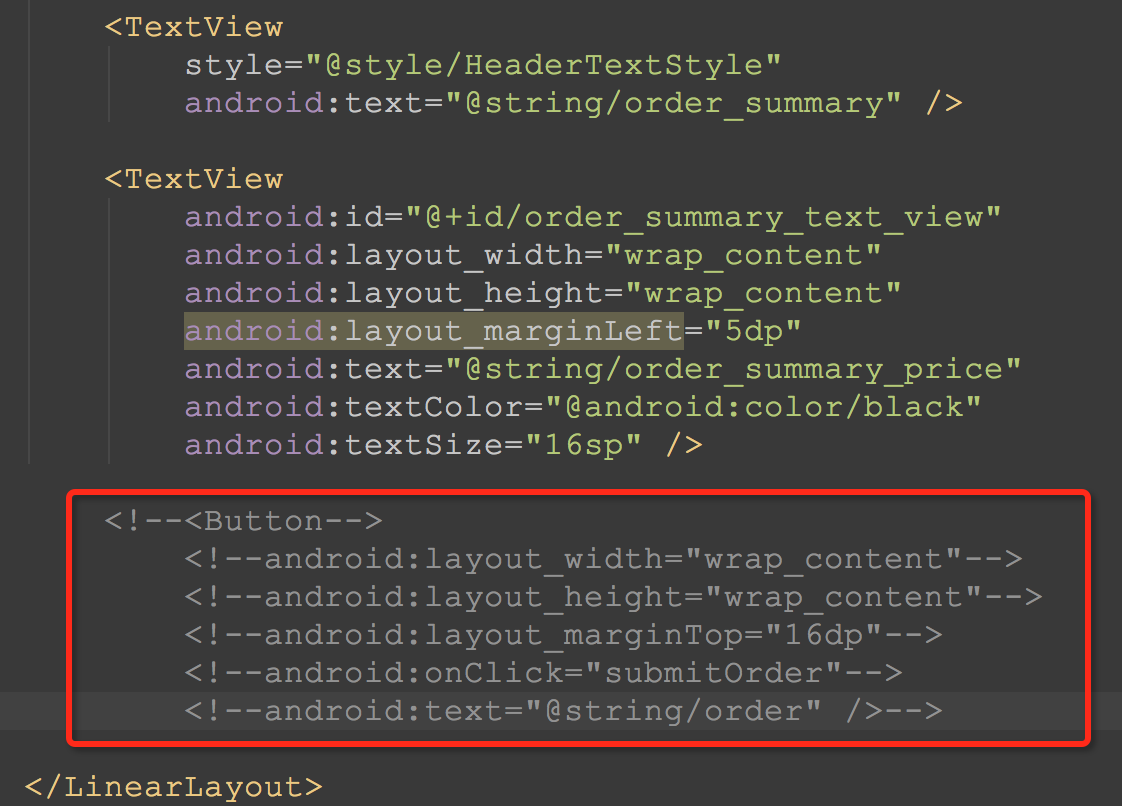 <TextView
style="@style/HeaderTextStyle"
android:text="@string/order_summary" />
<TextView
android:id="@+id/order_summary_text_view"
android:layout_width="wrap_content"
android:layout_height="wrap_content"
android:layout_marginLeft="5dp"
android:text="@string/order_summary_price"
android:textColor="@android:color/black"
android:textSize="16sp" />
<!--<Button-->
<!--android:layout_width="wrap_content"-->
<!--android:layout_height="wrap_content"-->
<!--android:layout_marginTop="16dp"-->
<!--android:onClick="submitOrder"-->
<!--android:text="@string/order" />-->
</LinearLayout>